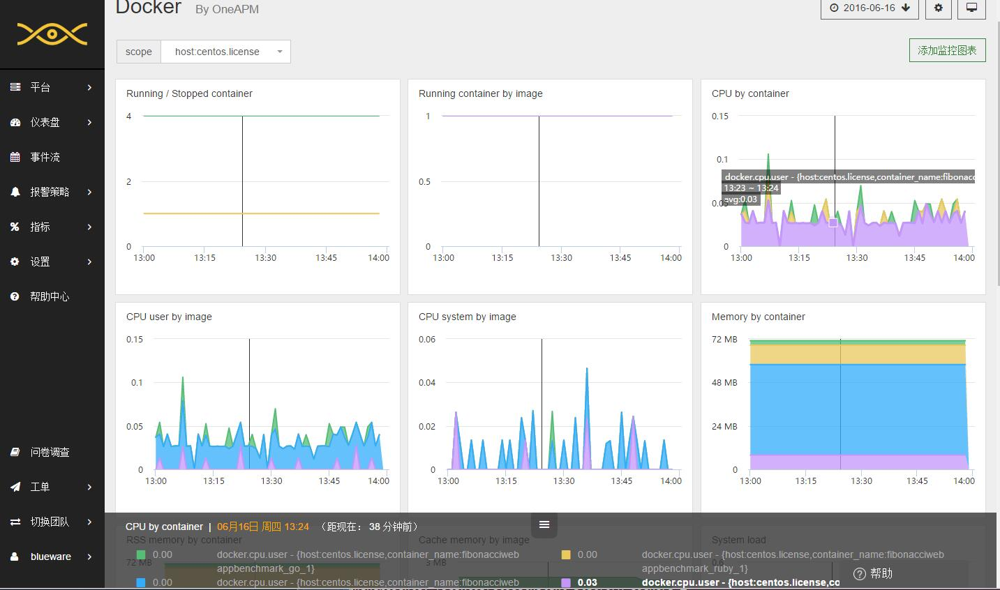 Docker By OneAPM
2016-06-16
scope host:centos.license
添加监控图表
平台
仪表盘
事件流
报警策略
指标
设置
帮助中心
问卷调查
工单
切换团队
blueware
Running / Stopped container
4
2
0
13:00 13:15 13:30 13:45 14:00
Running container by image
1
0.5
0
13:00 13:15 13:30 13:45 14:00
CPU by container
0.15
0.1
docker.cpu.user - {host:centos.license,container_name:fibonacc
13:23 ~ 13:24
avg:0.03
0.05
0
13:00 13:15 13:30 13:45 14:00
CPU user by image
0.15
0.1
0.05
0
13:00 13:15 13:30 13:45 14:00
CPU system by image
0.06
0.04
0.02
0
13:00 13:15 13:30 13:45 14:00
Memory by container
72 MB
48 MB
24 MB
0
13:00 13:15 13:30 13:45 14:00
CPU by container | 06月16日 周四 13:24 （距现在： 38 分钟前）
RSS memory by container
Cache memory by image
System load
72 MB
3 MB
0.6
0.00 docker.cpu.user - {host:centos.license,container_name:fibonacciweb
appbenchmark_go_1}
0.00 docker.cpu.user - {host:centos.license,container_name:fibonacciweb
appbenchmark_ruby_1}
0.00 docker.cpu.user - {host:centos.license,container_name:fibonacciweb
0.03 docker.cpu.user - {host:centos.license,co
帮助